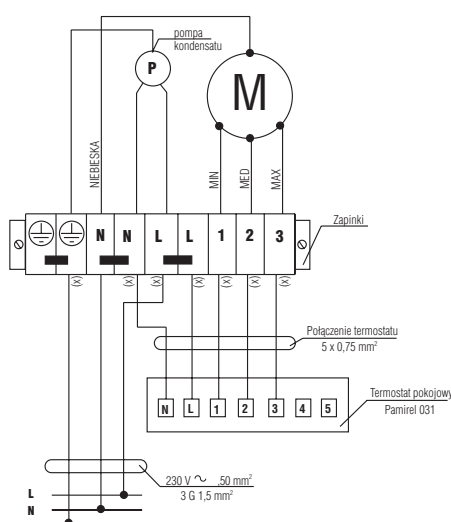 pompa
kondensatu
P
M
NIEBIESKA
MIN
MED
MAX
N N L L 1 2 3
Zapinki
(x) (x) (x) (x) (x) (x) (x)
Połączenie termostatu
5 x 0,75 mm²
N L 1 2 3 4 5
Termostat pokojowy
Pamirel 031
230 V ~ .50 mm²
3 G 1,5 mm²
L
N